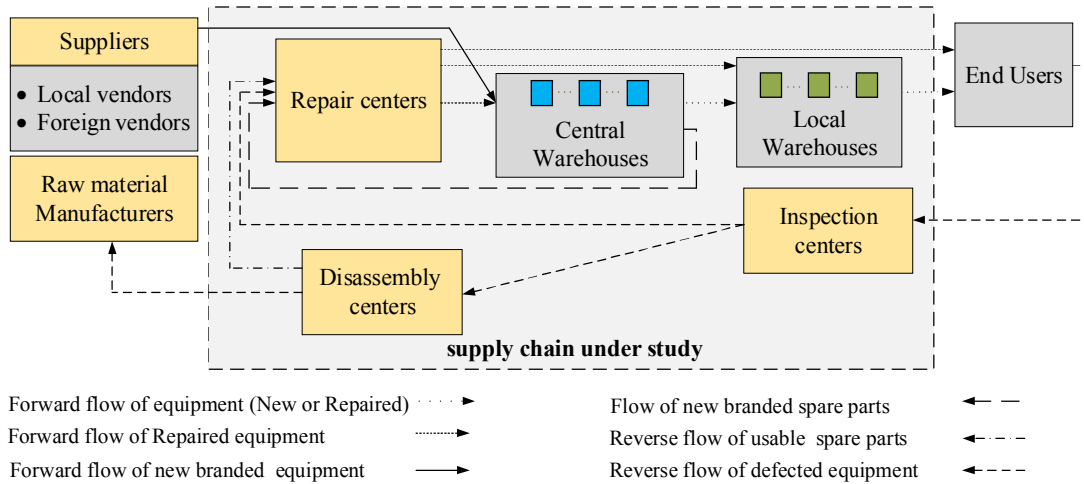 Suppliers
• Local vendors
• Foreign vendors
Raw material
Manufacturers
Repair centers
Central
Warehouses
Local
Warehouses
End Users
Inspection
centers
Disassembly
centers
supply chain under study
Forward flow of equipment (New or Repaired)
Forward flow of Repaired equipment
Forward flow of new branded equipment
Flow of new branded spare parts
Reverse flow of usable spare parts
Reverse flow of defected equipment